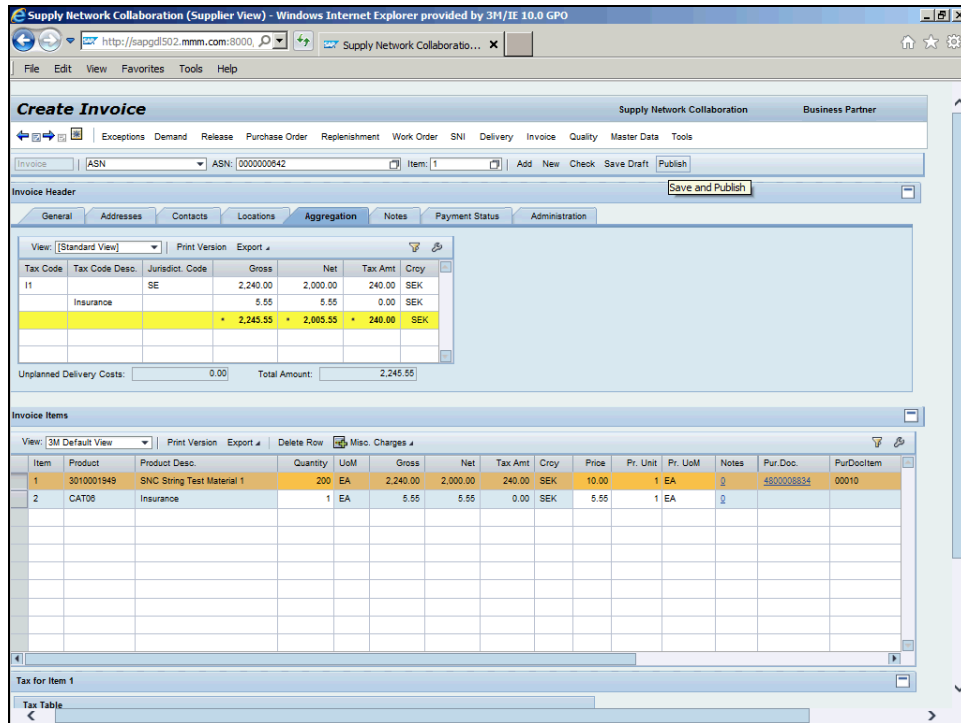 Supply Network Collaboration (Supplier View) - Windows Internet Explorer provided by 3M/IE 10.0 GPO
http://sapgdl502.mmm.com:8000, Supply Network Collaboratio...
File Edit View Favorites Tools Help
Create Invoice Supply Network Collaboration Business Partner
Exceptions Demand Release Purchase Order Replenishment Work Order SNI Delivery Invoice Quality Master Data Tools
Invoice ASN ASN: 0000000642 Item: 1 Add New Check Save Draft Publish
Save and Publish
Invoice Header
General Addresses Contacts Locations Aggregation Notes Payment Status Administration
View: [Standard View] Print Version Export
Tax Code Tax Code Desc. Jurisdict. Code Gross Net Tax Amt Crcy
I1 SE 2,240.00 2,000.00 240.00 SEK
Insurance 5.55 5.55 0.00 SEK
* 2,245.55 * 2,005.55 * 240.00 SEK
Unplanned Delivery Costs: 0.00 Total Amount: 2,245.55
Invoice Items
View: 3M Default View Print Version Export Delete Row Misc. Charges
Item Product Product Desc. Quantity UoM Gross Net Tax Amt Crcy Price Pr. Unit Pr. UoM Notes Pur.Doc. PurDocItem
1 3010001949 SNC String Test Material 1 200 EA 2,240.00 2,000.00 240.00 SEK 10.00 1 EA 0 4800008834 00010
2 CAT06 Insurance 1 EA 5.55 5.55 0.00 SEK 5.55 1 EA 0
Tax for Item 1
Tax Table